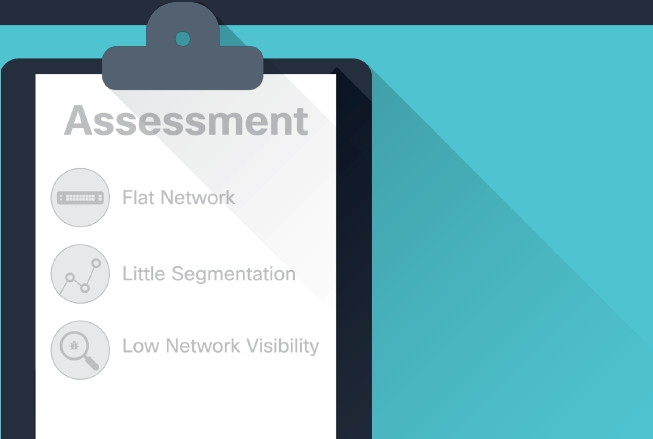 Assessment
Flat Network
Little Segmentation
Low Network Visibility